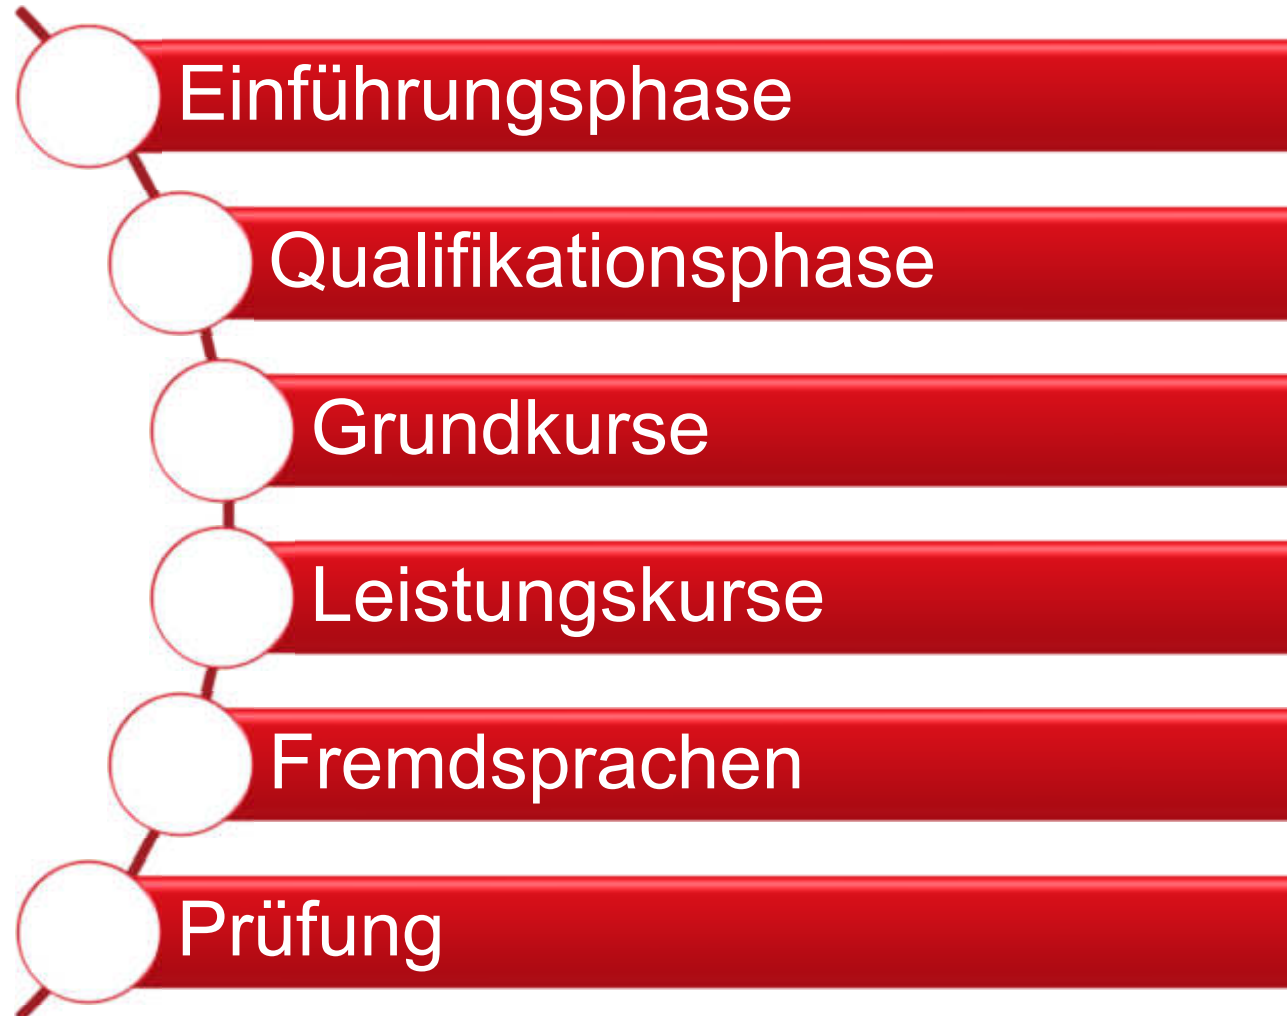 Einführungsphase
Qualifikationsphase
Grundkurse
Leistungskurse
Fremdsprachen
Prüfung